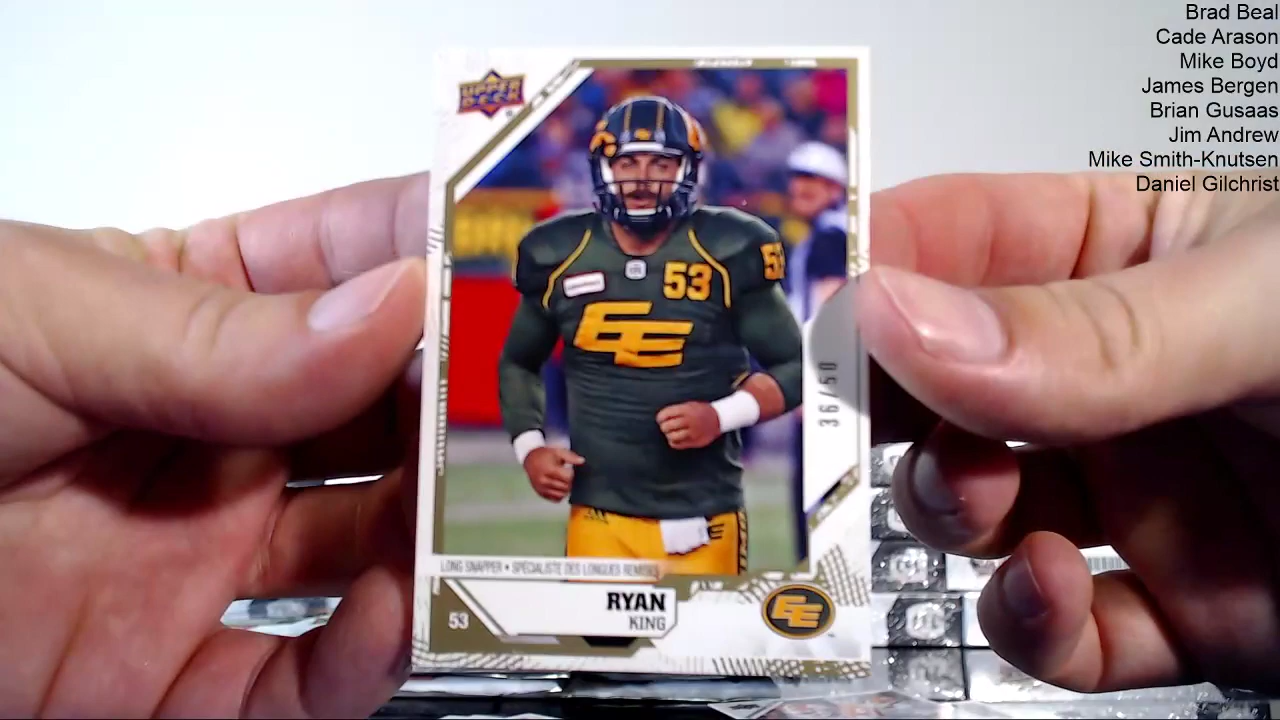 Brad Beal
Cade Arason
Mike Boyd
James Bergen
Brian Gusaas
Jim Andrew
Mike Smith-Knutsen
Daniel Gilchrist
UPPER
DECK
53
53
EE
36/50
LONG SNAPPER • SPÉCIALISTE DES LONGUES REMISES
RYAN
KING
53
EE